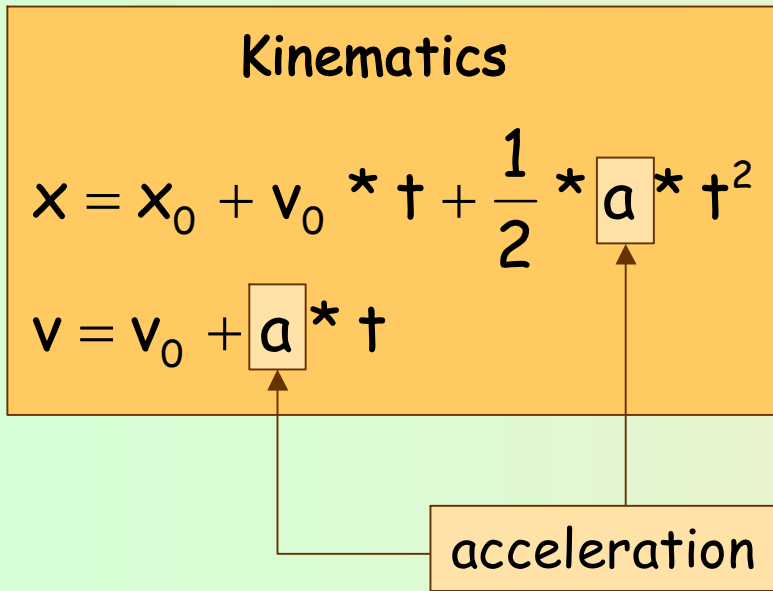 Kinematics
x = x₀ + v₀ * t + 1/2 * a * t²
v = v₀ + a * t
acceleration